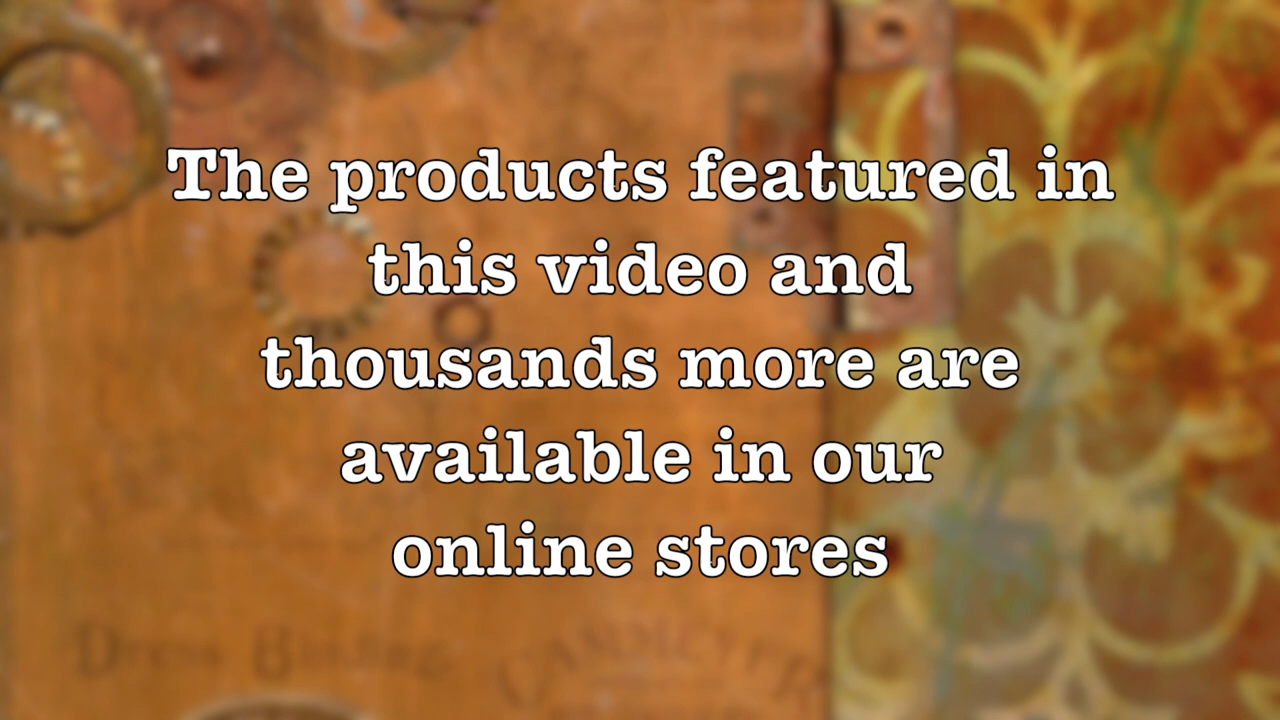 The products featured in
this video and
thousands more are
available in our
online stores